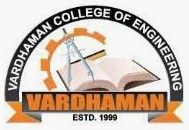 VARDHAMAN COLLEGE OF ENGINEERING
VARDHAMAN
ESTD. 1999